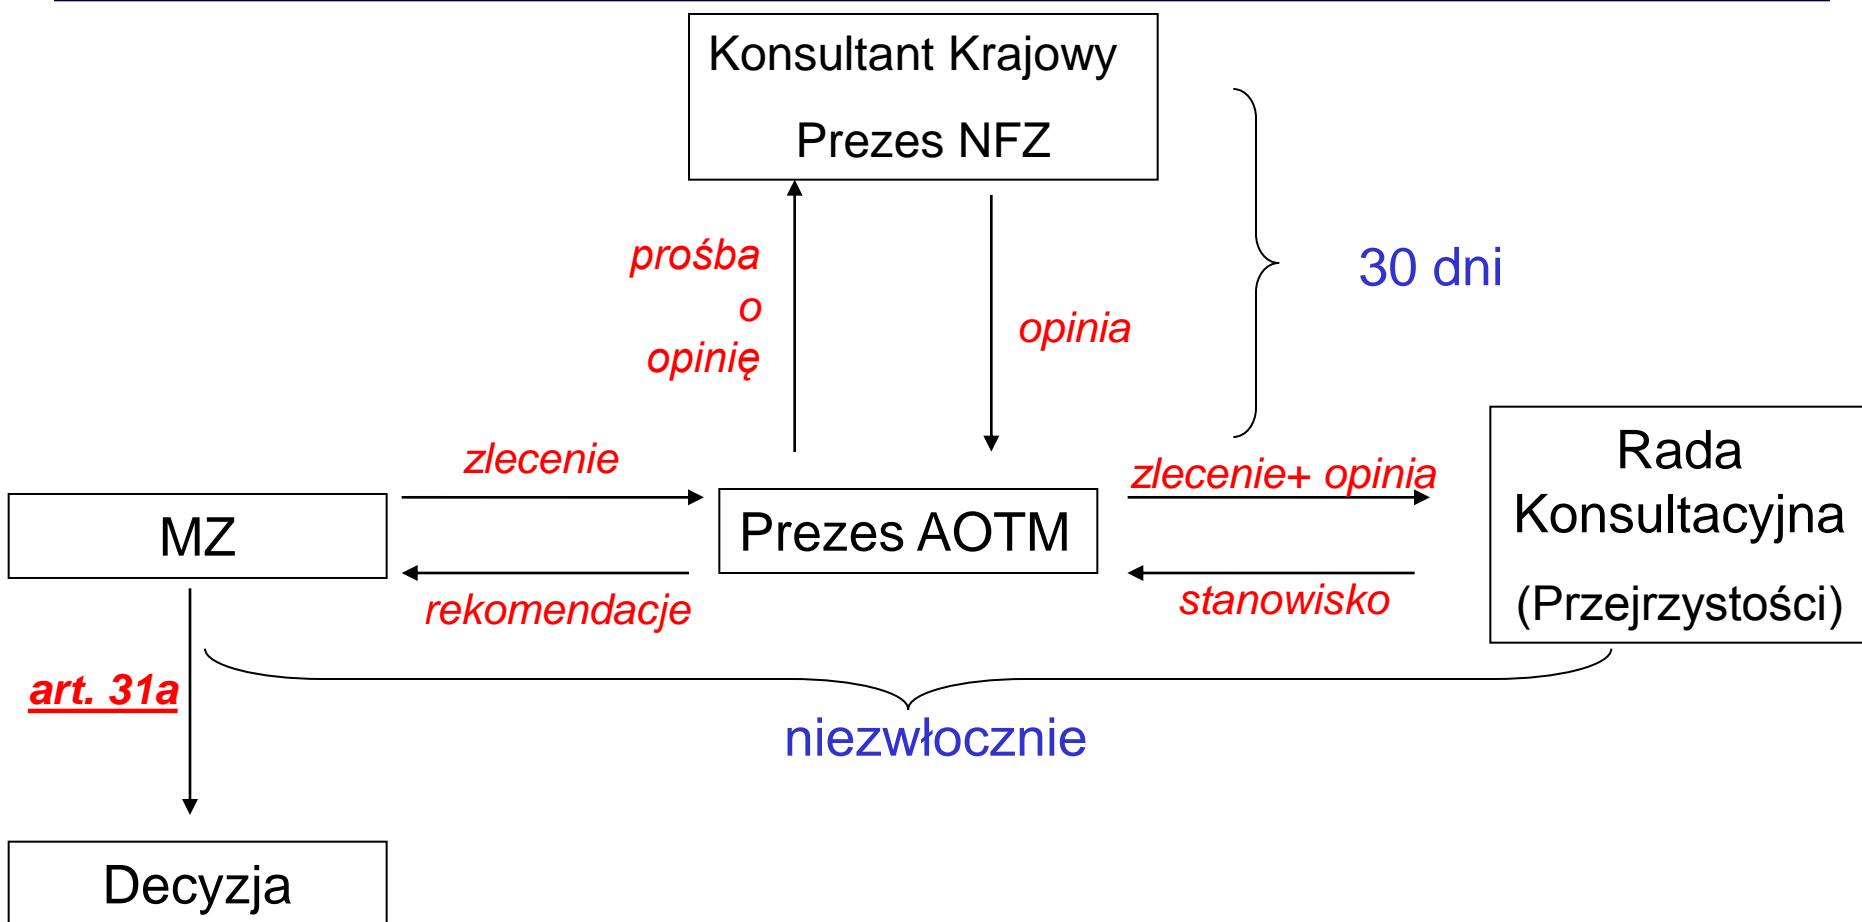 Konsultant Krajowy
Prezes NFZ
prośba
o
opinię
opinia
30 dni
zlecenie
zlecenie+ opinia
MZ
Prezes AOTM
Rada
Konsultacyjna
(Przejrzystości)
rekomendacje
stanowisko
art. 31a
niezwłocznie
Decyzja